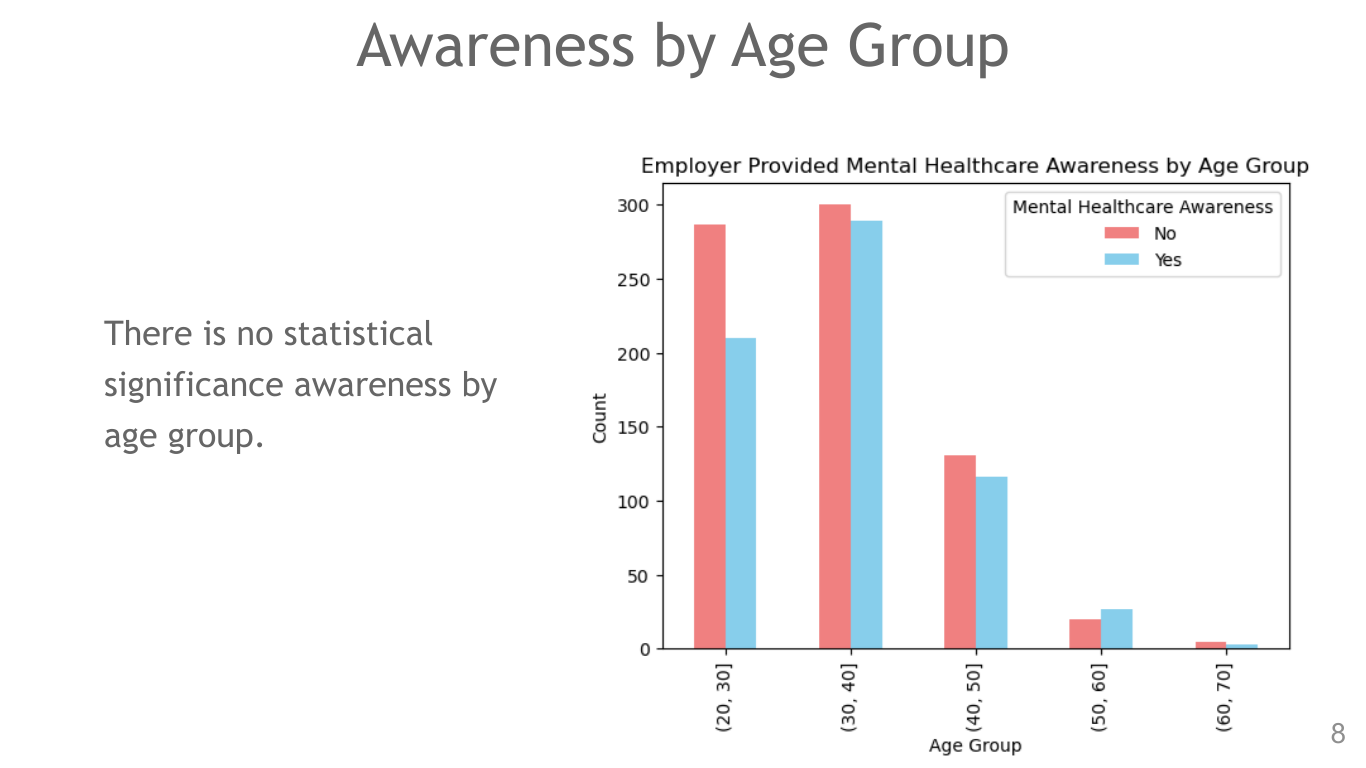 Awareness by Age Group
There is no statistical
significance awareness by
age group.
Employer Provided Mental Healthcare Awareness by Age Group
Mental Healthcare Awareness
No
Yes
Count
300
250
200
150
100
50
0
(20, 30]
(30, 40]
(40, 50]
(50, 60]
(60, 70]
Age Group
8